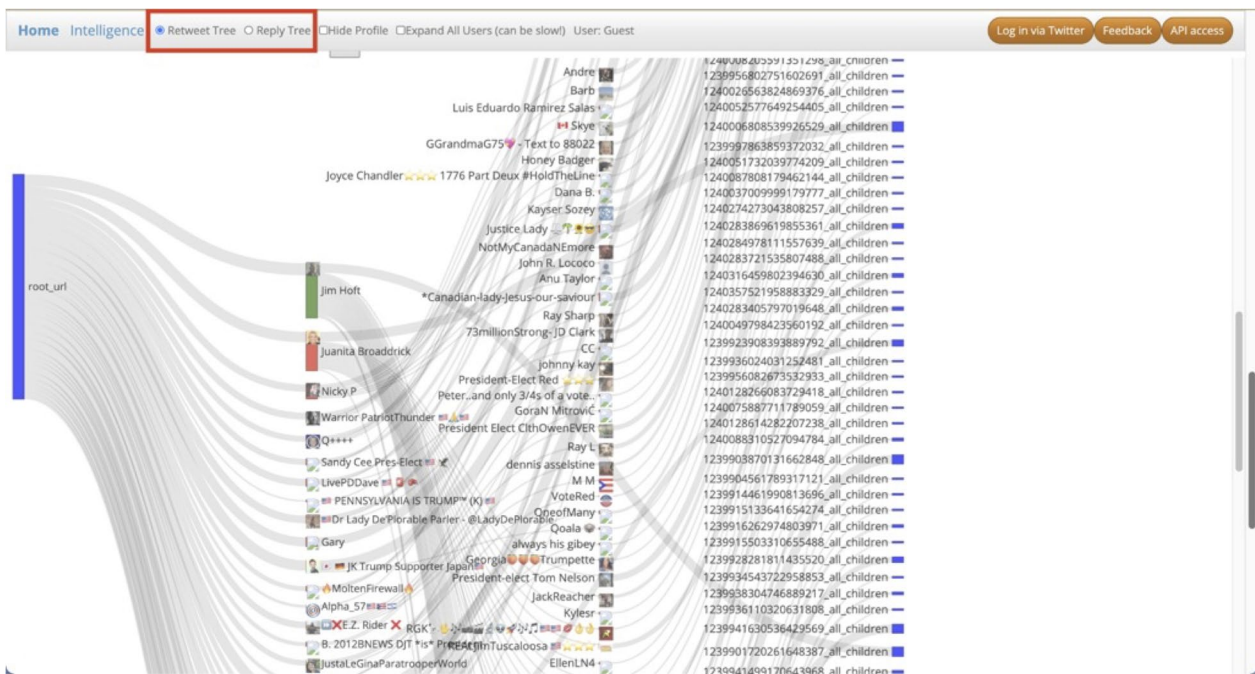 Home Intelligence Retweet Tree Reply Tree Hide Profile Expand All Users (can be slow!) User: Guest Log in via Twitter Feedback API access
root_url
Jim Hoft
Juanita Broaddrick
Nicky P
Warrior PatriotThunder
Q++++
Sandy Cee Pres-Elect
LivePDDave
PENNSYLVANIA IS TRUMP™ (K)
Dr Lady De'Plorable Parler - @LadyDePlorable
Gary
JK Trump Supporter Japan
MoltenFirewall
Alpha_57
E.Z. Rider
B. 2012BNEWS DJT *is*
JustaLeGinaParatrooperWorld
Andre
Barb
Luis Eduardo Ramirez Salas
Skye
GGrandmaG75 - Text to 88022
Honey Badger
Joyce Chandler 1776 Part Deux #HoldTheLine
Dana B.
Kayser Sozey
Justice Lady
NotMyCanadaNEmore
John R. Lococo
Anu Taylor
*Canadian-lady-Jesus-our-saviour
Ray Sharp
73millionStrong- JD Clark
CC
johnny kay
President-Elect Red
Peter..and only 3/4s of a vote..
GoraN MitroviC
President Elect ClthOwenEVER
Ray L
dennis asselstine
M M
VoteRed
OneofMany
Qoala
always his gibey
Georgia Trumpette
President-elect Tom Nelson
JackReacher
Kylesr
RGK
Tuscaloosa
EllenLN4
1240008205591351298_all_children
1239956802751602691_all_children
1240026563824869376_all_children
1240052577649254405_all_children
1240006808539926529_all_children
1239997863859372032_all_children
1240051732039774209_all_children
1240087808179462144_all_children
1240037009999179777_all_children
1240274273043808257_all_children
1240283869619855361_all_children
1240284978111557639_all_children
1240283721535807488_all_children
1240316459802394630_all_children
1240357521958883329_all_children
1240283405797019648_all_children
1240049798423560192_all_children
1239923908393889792_all_children
1239936024031252481_all_children
1239956082673532933_all_children
1240128266083729418_all_children
1240075887711789059_all_children
1240128614282207238_all_children
1240088310527094784_all_children
1239903870131662848_all_children
1239904561789317121_all_children
1239914461990813696_all_children
1239915133641654274_all_children
1239916262974803971_all_children
1239915503310655488_all_children
1239928281811435520_all_children
1239934543722958853_all_children
1239938304746889217_all_children
1239936110320631808_all_children
1239941630536429569_all_children
1239901720261648387_all_children
1239941499170643968_all_children